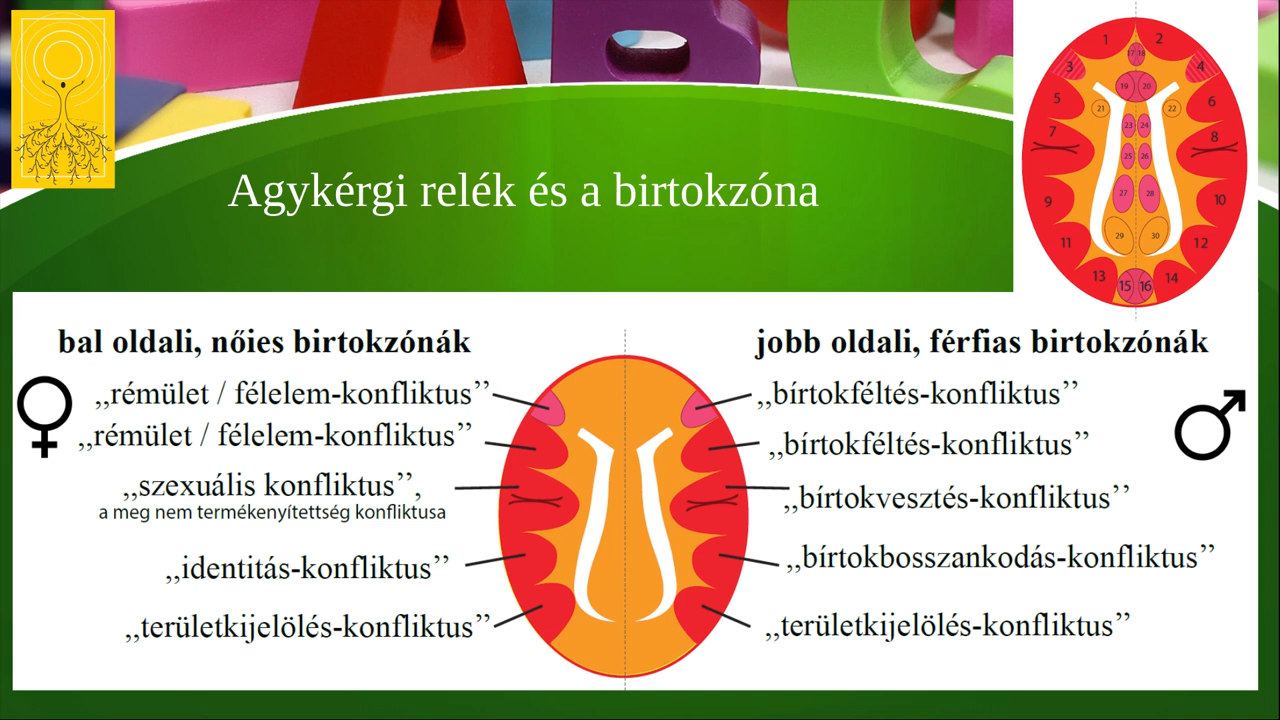 Agykérgi relék és a birtokzóna
1 2
17 18
3 4
19 20
5 6
21 22
23 24
7 8
25 26
27 28
9 10
29 30
11 12
13 14
15 16
bal oldali, nőies birtokzónák
jobb oldali, férfias birtokzónák
„rémület / félelem-konfliktus’’
„bírtokféltés-konfliktus’’
„rémület / félelem-konfliktus’’
„bírtokféltés-konfliktus’’
„szexuális konfliktus’’,
a meg nem termékenyítettség konfliktusa
„bírtokvesztés-konfliktus’’
„identitás-konfliktus’’
„bírtokbosszankodás-konfliktus’’
„területkijelölés-konfliktus’’
„területkijelölés-konfliktus’’